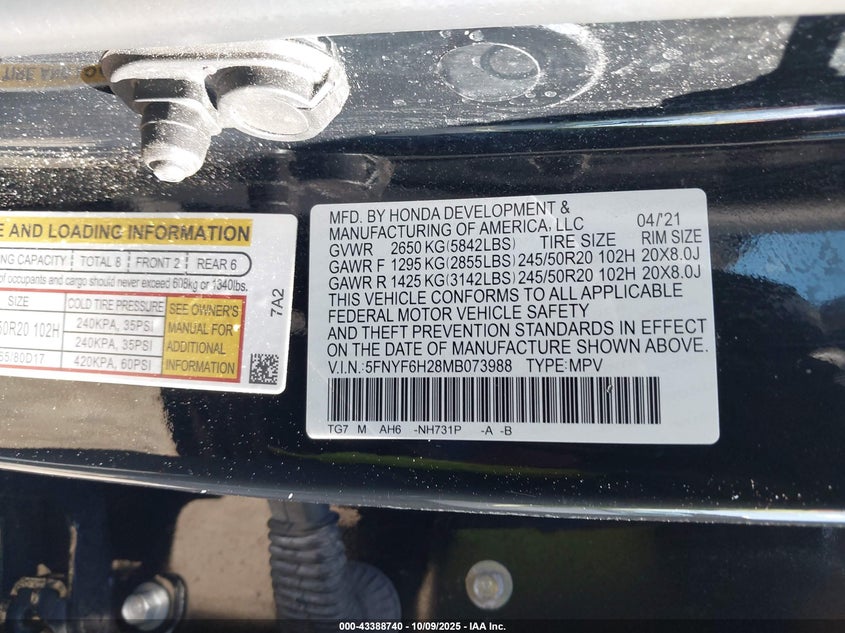 E AND LOADING INFORMATION
NG CAPACITY TOTAL 8 FRONT 2 REAR 6
of occupants and cargo should never exceed 608kg or 1340lbs.
SIZE COLD TIRE PRESSURE SEE OWNER'S MANUAL FOR ADDITIONAL INFORMATION
50R20 102H 240KPA, 35PSI
240KPA, 35PSI
65/80D17 420KPA, 60PSI
7A2
MFD. BY HONDA DEVELOPMENT & MANUFACTURING OF AMERICA, LLC 04/'21
GVWR 2650 KG(5842LBS) TIRE SIZE RIM SIZE
GAWR F 1295 KG(2855LBS) 245/50R20 102H 20X8.0J
GAWR R 1425 KG(3142LBS) 245/50R20 102H 20X8.0J
THIS VEHICLE CONFORMS TO ALL APPLICABLE
FEDERAL MOTOR VEHICLE SAFETY
AND THEFT PREVENTION STANDARDS IN EFFECT
ON THE DATE OF MANUFACTURE SHOWN ABOVE.
V.I.N.:5FNYF6H28MB073988 TYPE:MPV
TG7 M AH6 -NH731P -A -B
000-43388740 - 10/09/2025 - IAA Inc.